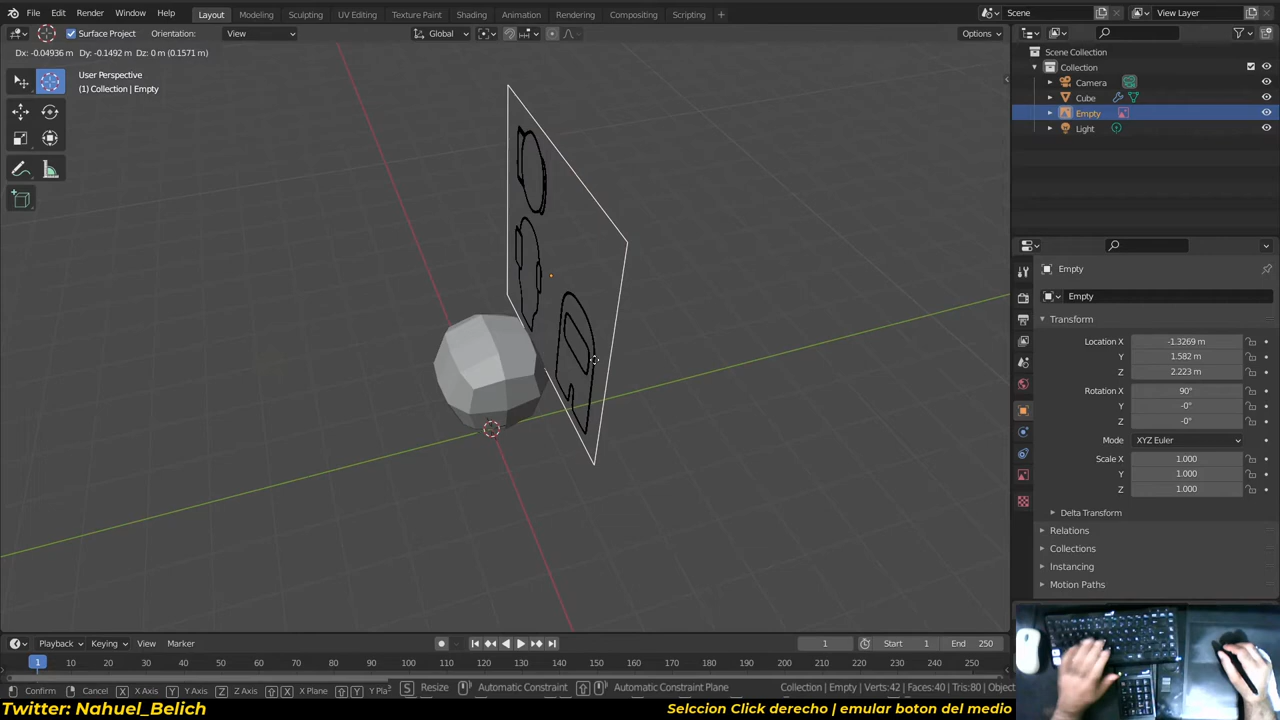 File Edit Render Window Help Layout Modeling Sculpting UV Editing Texture Paint Shading Animation Rendering Compositing Scripting Scene View Layer
Surface Project Orientation: View Global Options
Dx: -0.04936 m Dy: -0.1492 m Dz: 0 m (0.1571 m)
User Perspective
(1) Collection | Empty
Scene Collection
Collection
Camera
Cube
Empty
Light
Empty
Empty
Transform
Location X -1.3269 m
Y 1.582 m
Z 2.223 m
Rotation X 90°
Y -0°
Z -0°
Mode XYZ Euler
Scale X 1.000
Y 1.000
Z 1.000
Delta Transform
Relations
Collections
Instancing
Motion Paths
Playback Keying View Marker 1 Start 1 End 250
1 10 20 30 40 50 60 70 80 90 100 110 120 130 140 150 160 170 180 190 200 210 220 230 240 250
Confirm Cancel X X Axis Y Y Axis Z Z Axis X X Plane Y Y Pla S Resize Automatic Constraint Automatic Constraint Plane Collection | Empty | Verts:42 | Faces:40 | Tris:80 | Object
Twitter: Nahuel_Belich
Selccion Click derecho / emular boton del medio